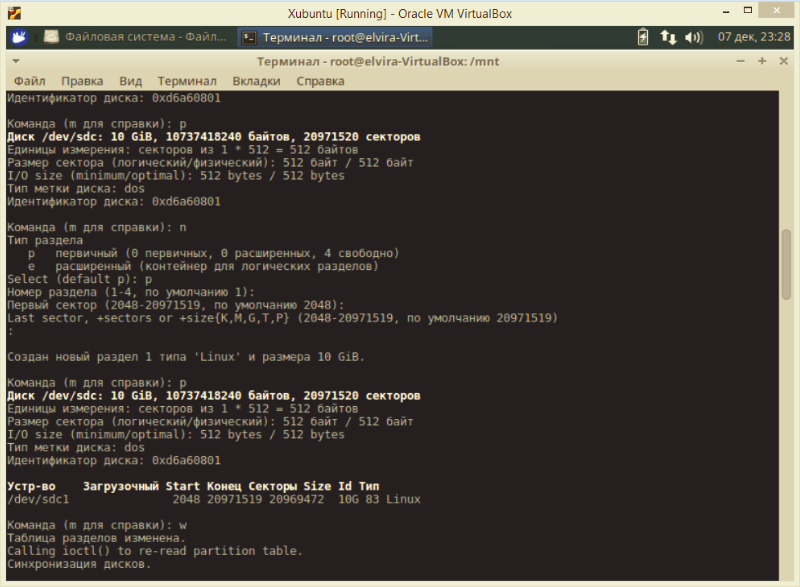 Xubuntu [Running] - Oracle VM VirtualBox
Файловая система - Файл...
Терминал - root@elvira-Virt...
07 дек, 23:28
Терминал - root@elvira-VirtualBox: /mnt
Файл Правка Вид Терминал Вкладки Справка
Идентификатор диска: 0xd6a60801
Команда (m для справки): p
Диск /dev/sdc: 10 GiB, 10737418240 байтов, 20971520 секторов
Единицы измерения: секторов из 1 * 512 = 512 байтов
Размер сектора (логический/физический): 512 байт / 512 байт
I/O size (minimum/optimal): 512 bytes / 512 bytes
Тип метки диска: dos
Идентификатор диска: 0xd6a60801
Команда (m для справки): n
Тип раздела
p первичный (0 первичных, 0 расширенных, 4 свободно)
e расширенный (контейнер для логических разделов)
Select (default p): p
Номер раздела (1-4, по умолчанию 1):
Первый сектор (2048-20971519, по умолчанию 2048):
Last sector, +sectors or +size{K,M,G,T,P} (2048-20971519, по умолчанию 20971519)
:
Создан новый раздел 1 типа 'Linux' и размера 10 GiB.
Команда (m для справки): p
Диск /dev/sdc: 10 GiB, 10737418240 байтов, 20971520 секторов
Единицы измерения: секторов из 1 * 512 = 512 байтов
Размер сектора (логический/физический): 512 байт / 512 байт
I/O size (minimum/optimal): 512 bytes / 512 bytes
Тип метки диска: dos
Идентификатор диска: 0xd6a60801
Устр-во Загрузочный Start Конец Секторы Size Id Тип
/dev/sdc1 2048 20971519 20969472 10G 83 Linux
Команда (m для справки): w
Таблица разделов изменена.
Calling ioctl() to re-read partition table.
Синхронизация дисков.